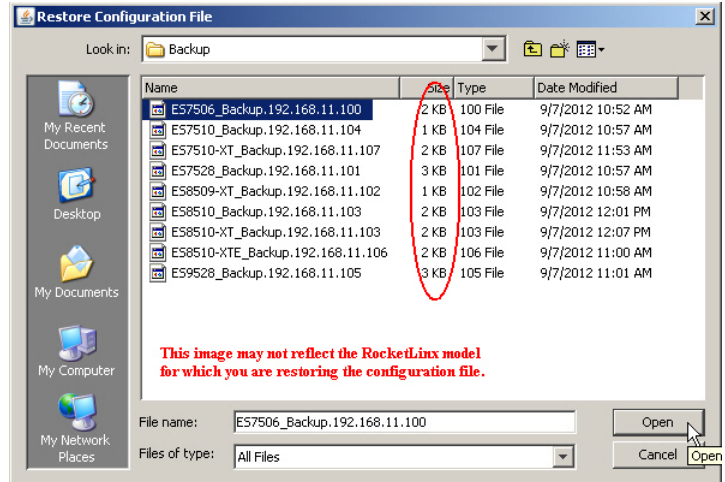 Restore Configuration File
Look in: Backup
Name Size Type Date Modified
ES7506_Backup.192.168.11.100 2 KB 100 File 9/7/2012 10:52 AM
ES7510_Backup.192.168.11.104 1 KB 104 File 9/7/2012 10:57 AM
ES7510-XT_Backup.192.168.11.107 2 KB 107 File 9/7/2012 11:53 AM
ES7528_Backup.192.168.11.101 3 KB 101 File 9/7/2012 10:57 AM
ES8509-XT_Backup.192.168.11.102 1 KB 102 File 9/7/2012 10:58 AM
ES8510_Backup.192.168.11.103 2 KB 103 File 9/7/2012 12:01 PM
ES8510-XT_Backup.192.168.11.103 2 KB 103 File 9/7/2012 12:07 PM
ES8510-XTE_Backup.192.168.11.106 2 KB 106 File 9/7/2012 11:00 AM
ES9528_Backup.192.168.11.105 3 KB 105 File 9/7/2012 11:01 AM
My Recent
Documents
Desktop
My Documents
My Computer
My Network
Places
This image may not reflect the RocketLinx model
for which you are restoring the configuration file.
File name: ES7506_Backup.192.168.11.100 Open
Files of type: All Files Cancel
Open